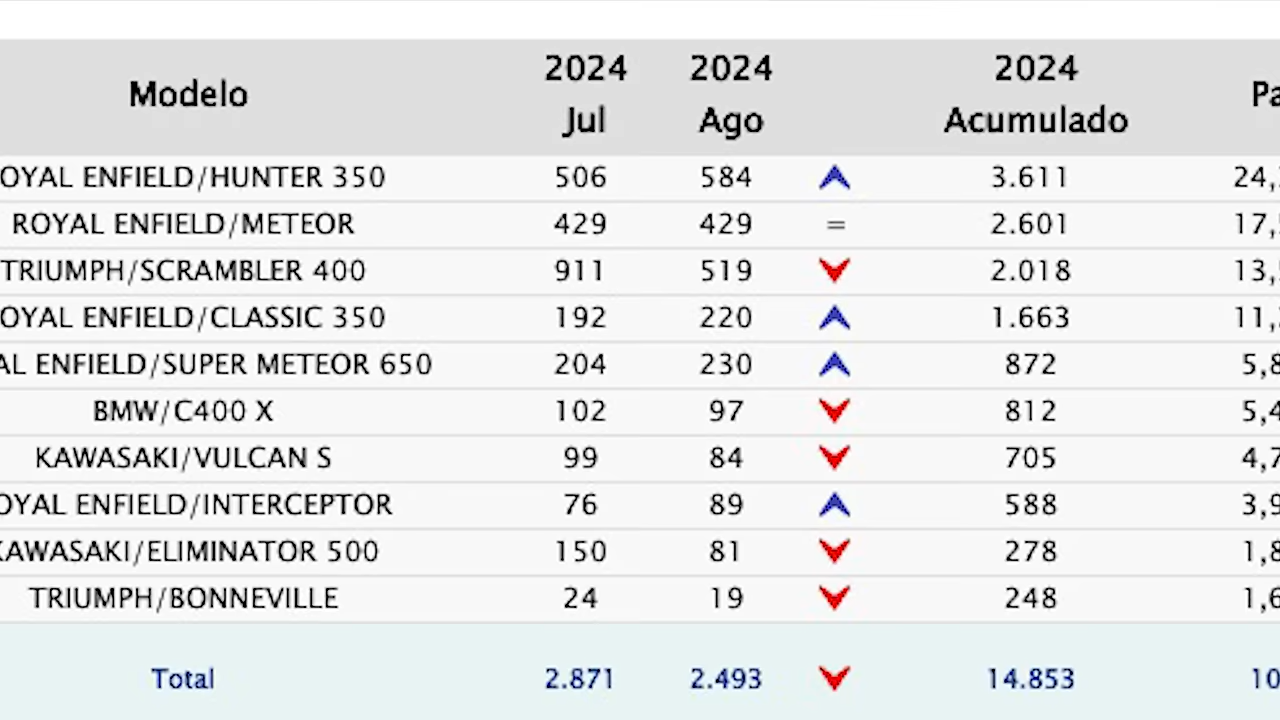 Modelo 2024 Jul 2024 Ago 2024 Acumulado Pa
OYAL ENFIELD/HUNTER 350 506 584 3.611 24,
ROYAL ENFIELD/METEOR 429 429 = 2.601 17,
TRIUMPH/SCRAMBLER 400 911 519 2.018 13,
OYAL ENFIELD/CLASSIC 350 192 220 1.663 11,
AL ENFIELD/SUPER METEOR 650 204 230 872 5,8
BMW/C400 X 102 97 812 5,4
KAWASAKI/VULCAN S 99 84 705 4,7
OYAL ENFIELD/INTERCEPTOR 76 89 588 3,9
KAWASAKI/ELIMINATOR 500 150 81 278 1,8
TRIUMPH/BONNEVILLE 24 19 248 1,6
Total 2.871 2.493 14.853 10